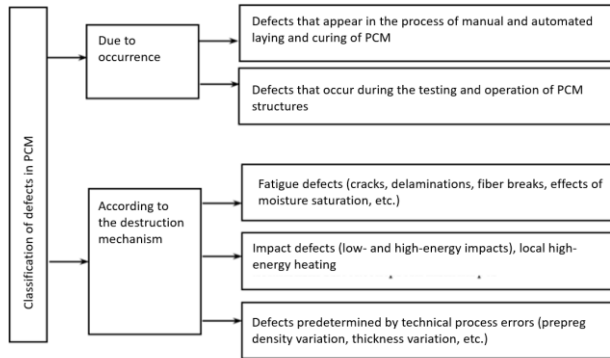 Classification of defects in PCM
Due to
occurrence
Defects that appear in the process of manual and automated
laying and curing of PCM
Defects that occur during the testing and operation of PCM
structures
According to
the destruction
mechanism
Fatigue defects (cracks, delaminations, fiber breaks, effects of
moisture saturation, etc.)
Impact defects (low- and high-energy impacts), local high-
energy heating
Defects predetermined by technical process errors (prepreg
density variation, thickness variation, etc.)